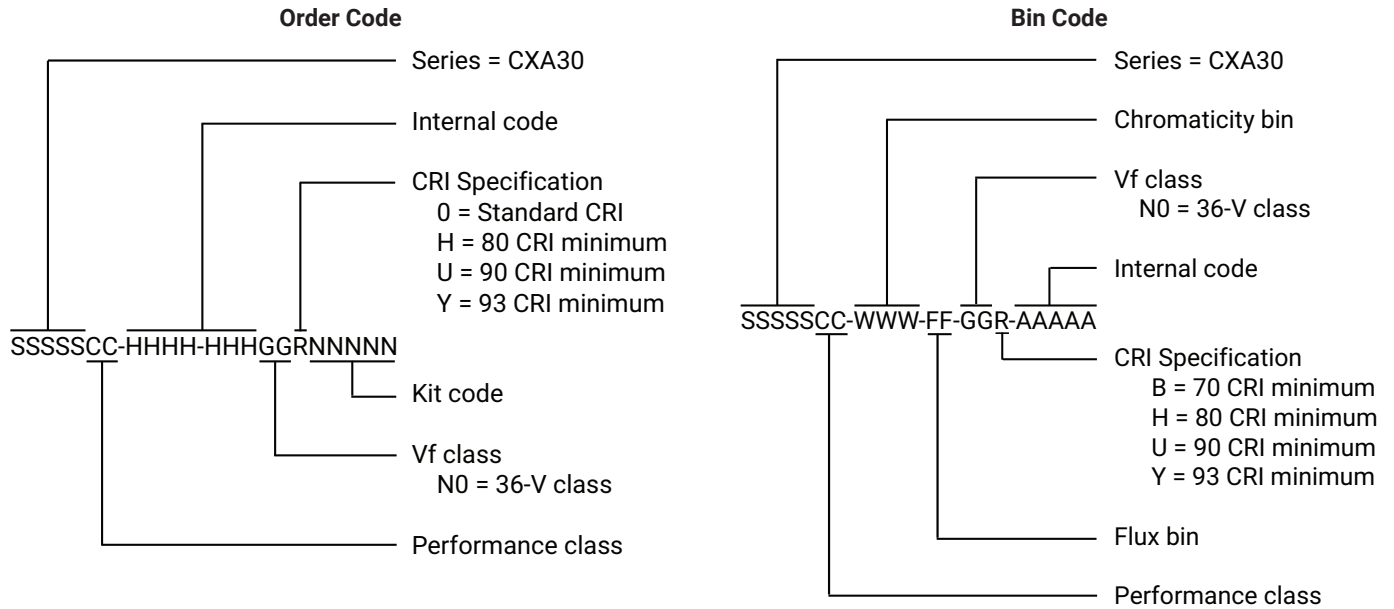 Order Code
Series = CXA30
Internal code
CRI Specification
0 = Standard CRI
H = 80 CRI minimum
U = 90 CRI minimum
Y = 93 CRI minimum
SSSSSCC-HHHH-HHHGGRNNNNN
Kit code
Vf class
N0 = 36-V class
Performance class
Bin Code
Series = CXA30
Chromaticity bin
Vf class
N0 = 36-V class
Internal code
SSSSSCC-WWW-FF-GGR-AAAAA
CRI Specification
B = 70 CRI minimum
H = 80 CRI minimum
U = 90 CRI minimum
Y = 93 CRI minimum
Flux bin
Performance class